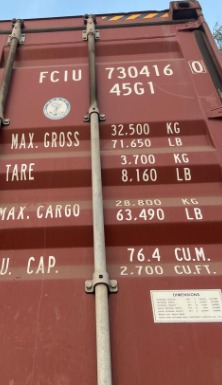 FCIU 730416 0
45G1
MAX. GROSS 32.500 KG
71.650 LB
TARE 3.700 KG
8.160 LB
MAX. CARGO 28.800 KG
63.490 LB
U. CAP. 76.4 CU.M.
2.700 CU.FT.
DIMENSIONS